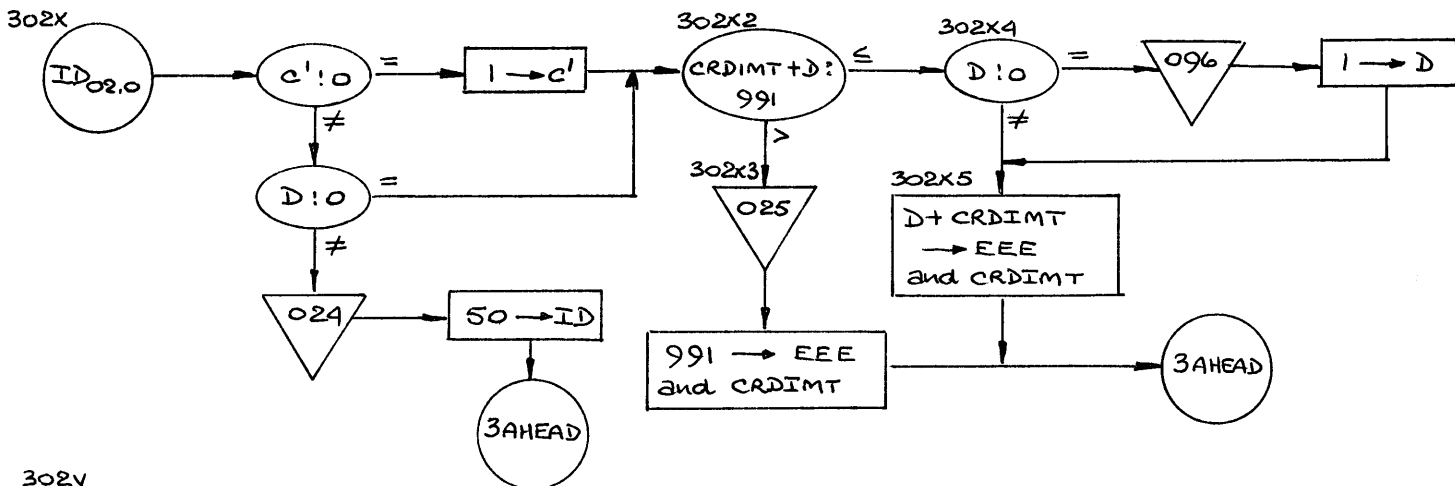 302X
ID02.0
C':0
=
1 → C'
302X2
CRDIMT+D:
991
≤
302X4
D:0
=
096
1 → D
≠
D:0
=
≠
>
302X3
025
≠
302X5
D+ CRDIMT
→ EEE
and CRDIMT
024
50 → ID
991 → EEE
and CRDIMT
3AHEAD
3AHEAD
302Y